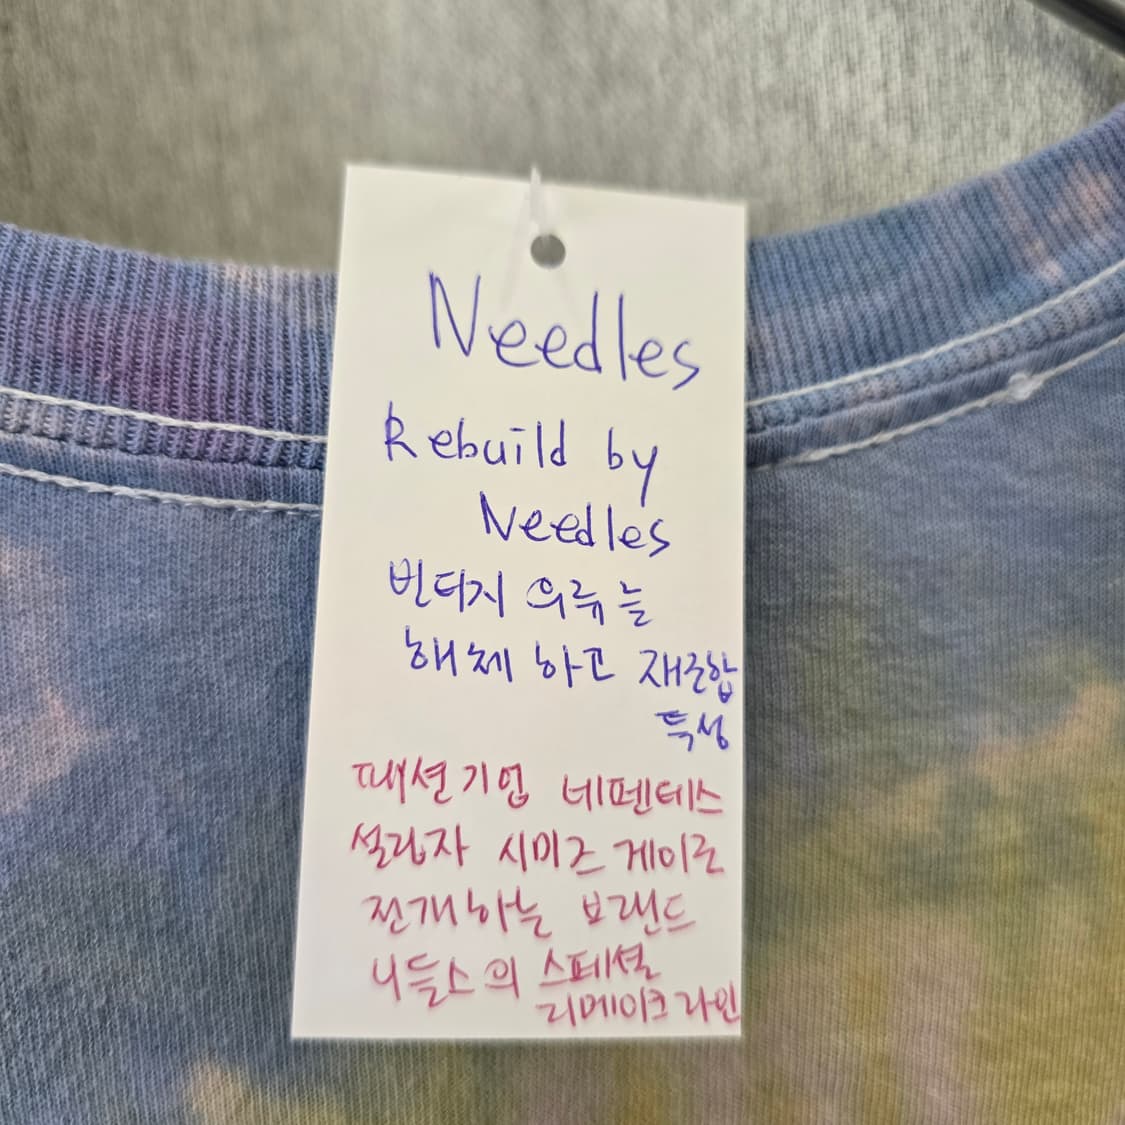 Needles
Rebuild by
Needles
빈티지 의류 늘
해체 하고 재조합
특성
패션기업 네펜테스
설립자 시미즈 게이조
전개하는 브랜드
니들스의 스페셜
리메이크 라인